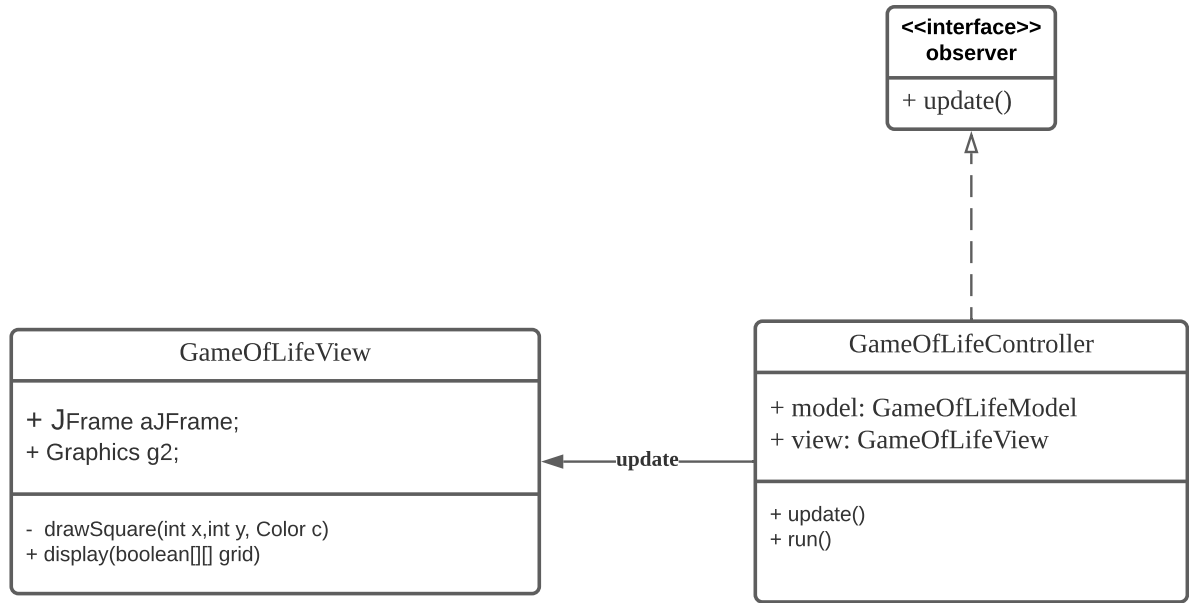 <<interface>>
observer
+ update()
GameOfLifeView
+ JFrame aJFrame;
+ Graphics g2;
- drawSquare(int x,int y, Color c)
+ display(boolean[][] grid)
update
GameOfLifeController
+ model: GameOfLifeModel
+ view: GameOfLifeView
+ update()
+ run()